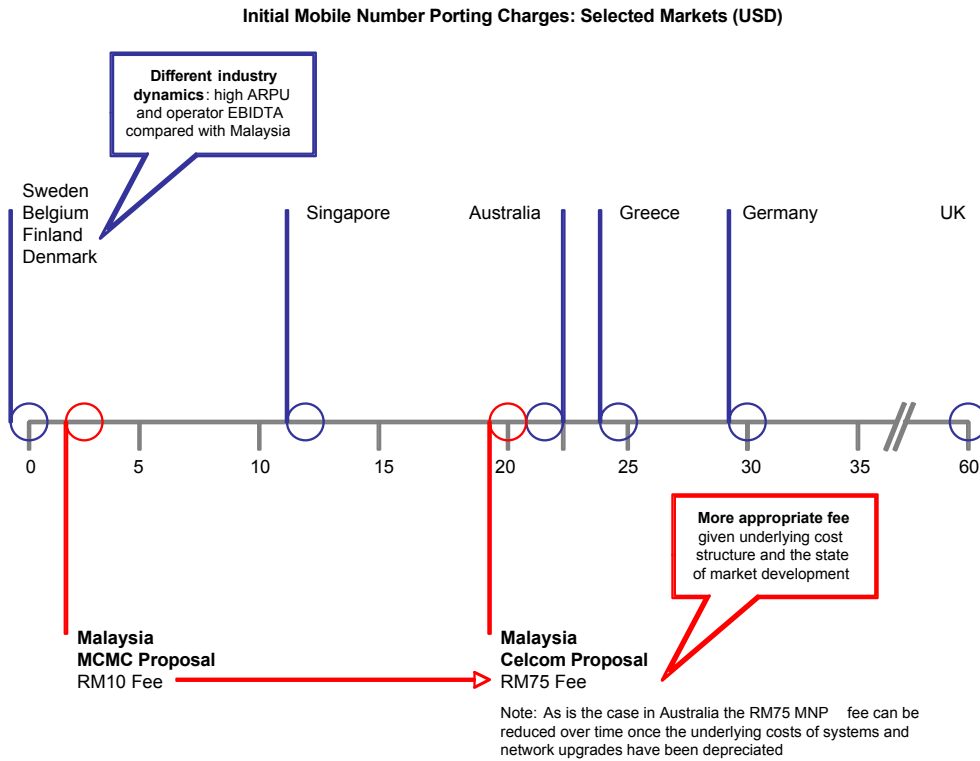 Initial Mobile Number Porting Charges: Selected Markets (USD)
Different industry
dynamics: high ARPU
and operator EBIDTA
compared with Malaysia
Sweden
Belgium
Finland
Denmark
Singapore
Australia
Greece
Germany
UK
0
5
10
15
20
25
30
35
60
More appropriate fee
given underlying cost
structure and the state
of market development
Malaysia
MCMC Proposal
RM10 Fee
Malaysia
Celcom Proposal
RM75 Fee
Note: As is the case in Australia the RM75 MNP fee can be
reduced over time once the underlying costs of systems and
network upgrades have been depreciated